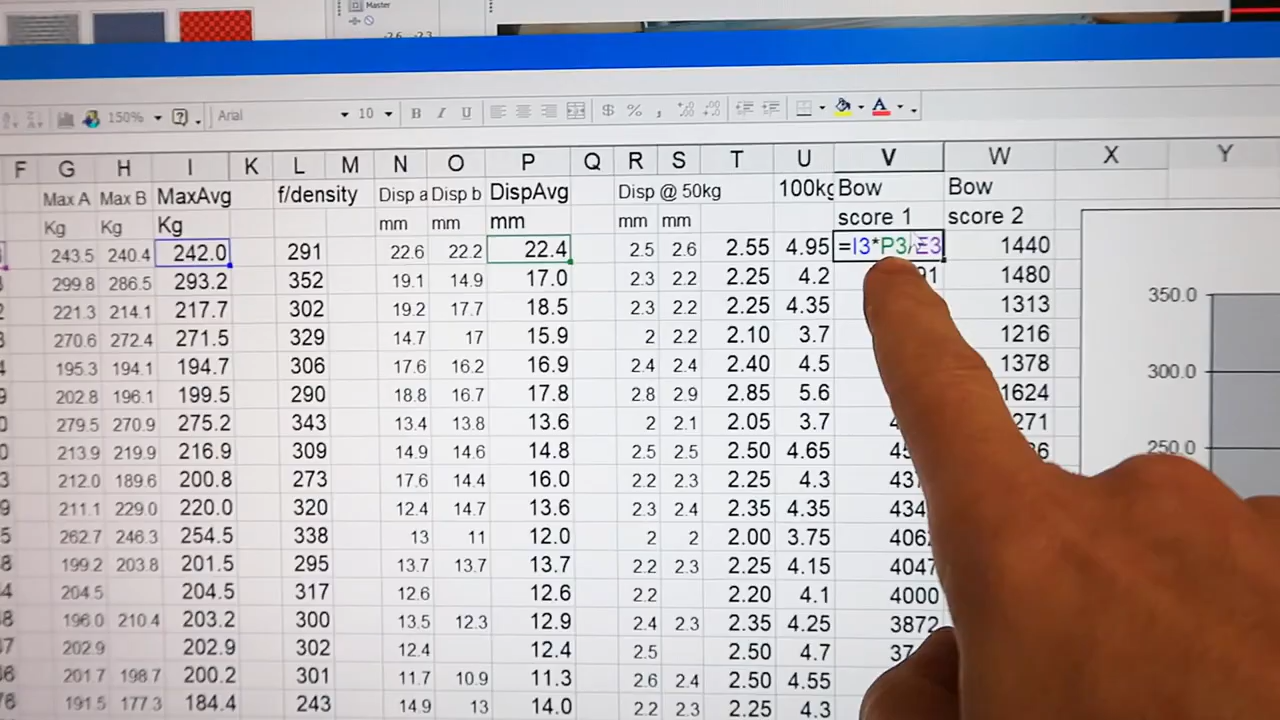 Master
-2.6 -2.3
150% Arial 10 B I U $ % ,
F G H I K L M N O P Q R S T U V W X Y
Max A Max B MaxAvg f/density Disp a Disp b DispAvg Disp @ 50kg 100kg Bow Bow
Kg Kg Kg mm mm mm mm mm score 1 score 2
243.5 240.4 242.0 291 22.6 22.2 22.4 2.5 2.6 2.55 4.95 =I3*P3/E3 1440
299.8 286.5 293.2 352 19.1 14.9 17.0 2.3 2.2 2.25 4.2 91 1480
221.3 214.1 217.7 302 19.2 17.7 18.5 2.3 2.2 2.25 4.35 1313
270.6 272.4 271.5 329 14.7 17 15.9 2 2.2 2.10 3.7 1216
195.3 194.1 194.7 306 17.6 16.2 16.9 2.4 2.4 2.40 4.5 1378
202.8 196.1 199.5 290 18.8 16.7 17.8 2.8 2.9 2.85 5.6 1624
279.5 270.9 275.2 343 13.4 13.8 13.6 2 2.1 2.05 3.7 271
213.9 219.9 216.9 309 14.9 14.6 14.8 2.5 2.5 2.50 4.65 45
212.0 189.6 200.8 273 17.6 14.4 16.0 2.2 2.3 2.25 4.3 437
211.1 229.0 220.0 320 12.4 14.7 13.6 2.3 2.4 2.35 4.35 434
262.7 246.3 254.5 338 13 11 12.0 2 2 2.00 3.75 4062
199.2 203.8 201.5 295 13.7 13.7 13.7 2.2 2.3 2.25 4.15 4047
204.5 204.5 317 12.6 12.6 2.2 2.20 4.1 4000
196.0 210.4 203.2 300 13.5 12.3 12.9 2.4 2.3 2.35 4.25 3872
202.9 202.9 302 12.4 12.4 2.5 2.50 4.7 37
201.7 198.7 200.2 301 11.7 10.9 11.3 2.6 2.4 2.50 4.55
191.5 177.3 184.4 243 14.9 13 14.0 2.2 2.3 2.25 4.3
350.0
300.0
250.0